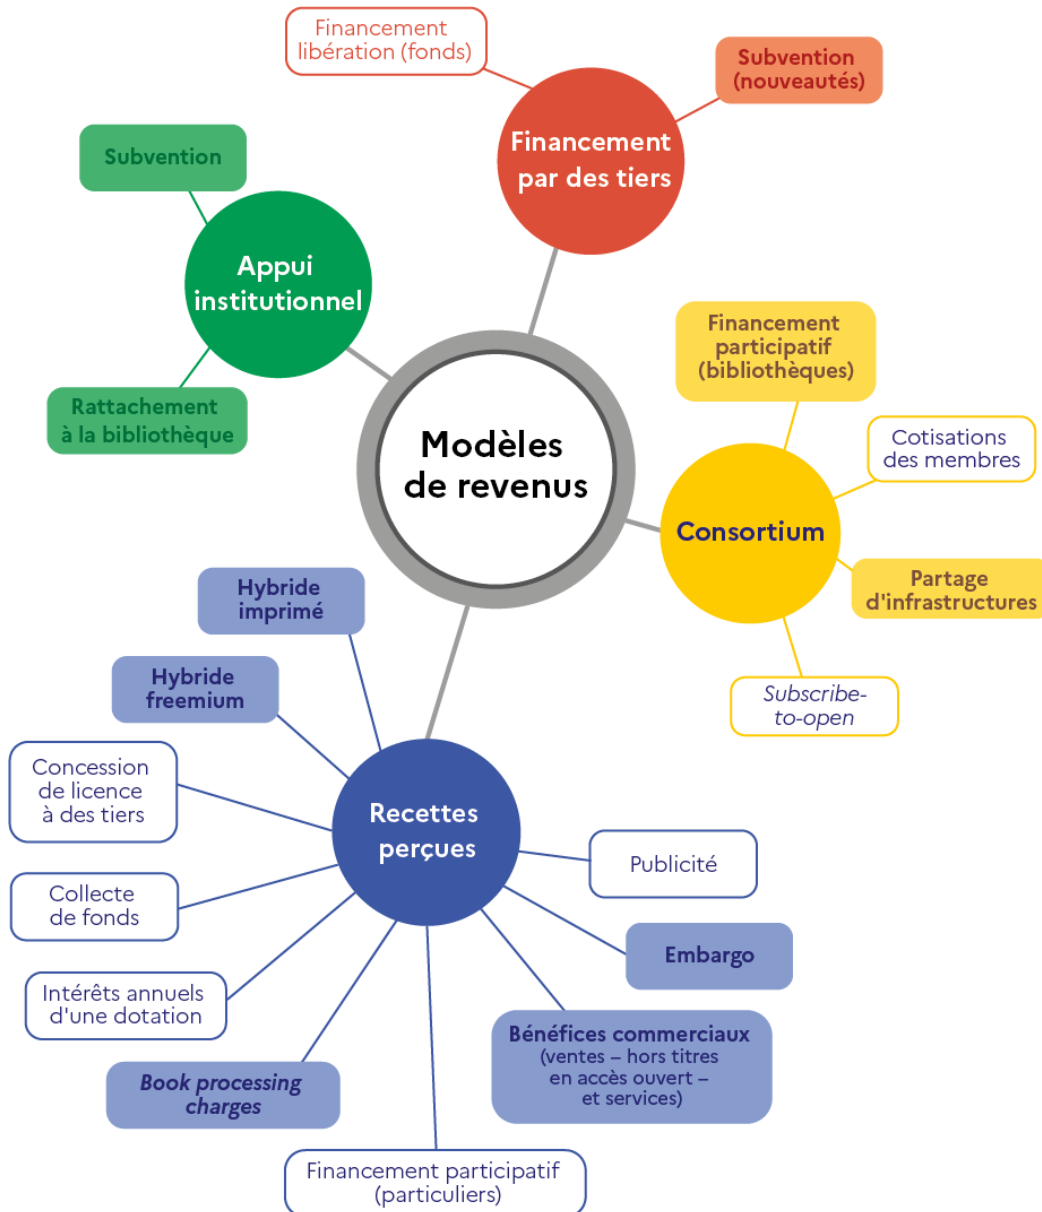 Financement
libération (fonds)
Subvention
(nouveautés)
Financement
par des tiers
Subvention
Appui
institutionnel
Rattachement
à la bibliothèque
Financement
participatif
(bibliothèques)
Cotisations
des membres
Modèles
de revenus
Consortium
Partage
d'infrastructures
Subscribe-
to-open
Hybride
imprimé
Hybride
freemium
Concession
de licence
à des tiers
Recettes
perçues
Publicité
Collecte
de fonds
Embargo
Intérêts annuels
d'une dotation
Bénéfices commerciaux
(ventes – hors titres
en accès ouvert –
et services)
Book processing
charges
Financement participatif
(particuliers)